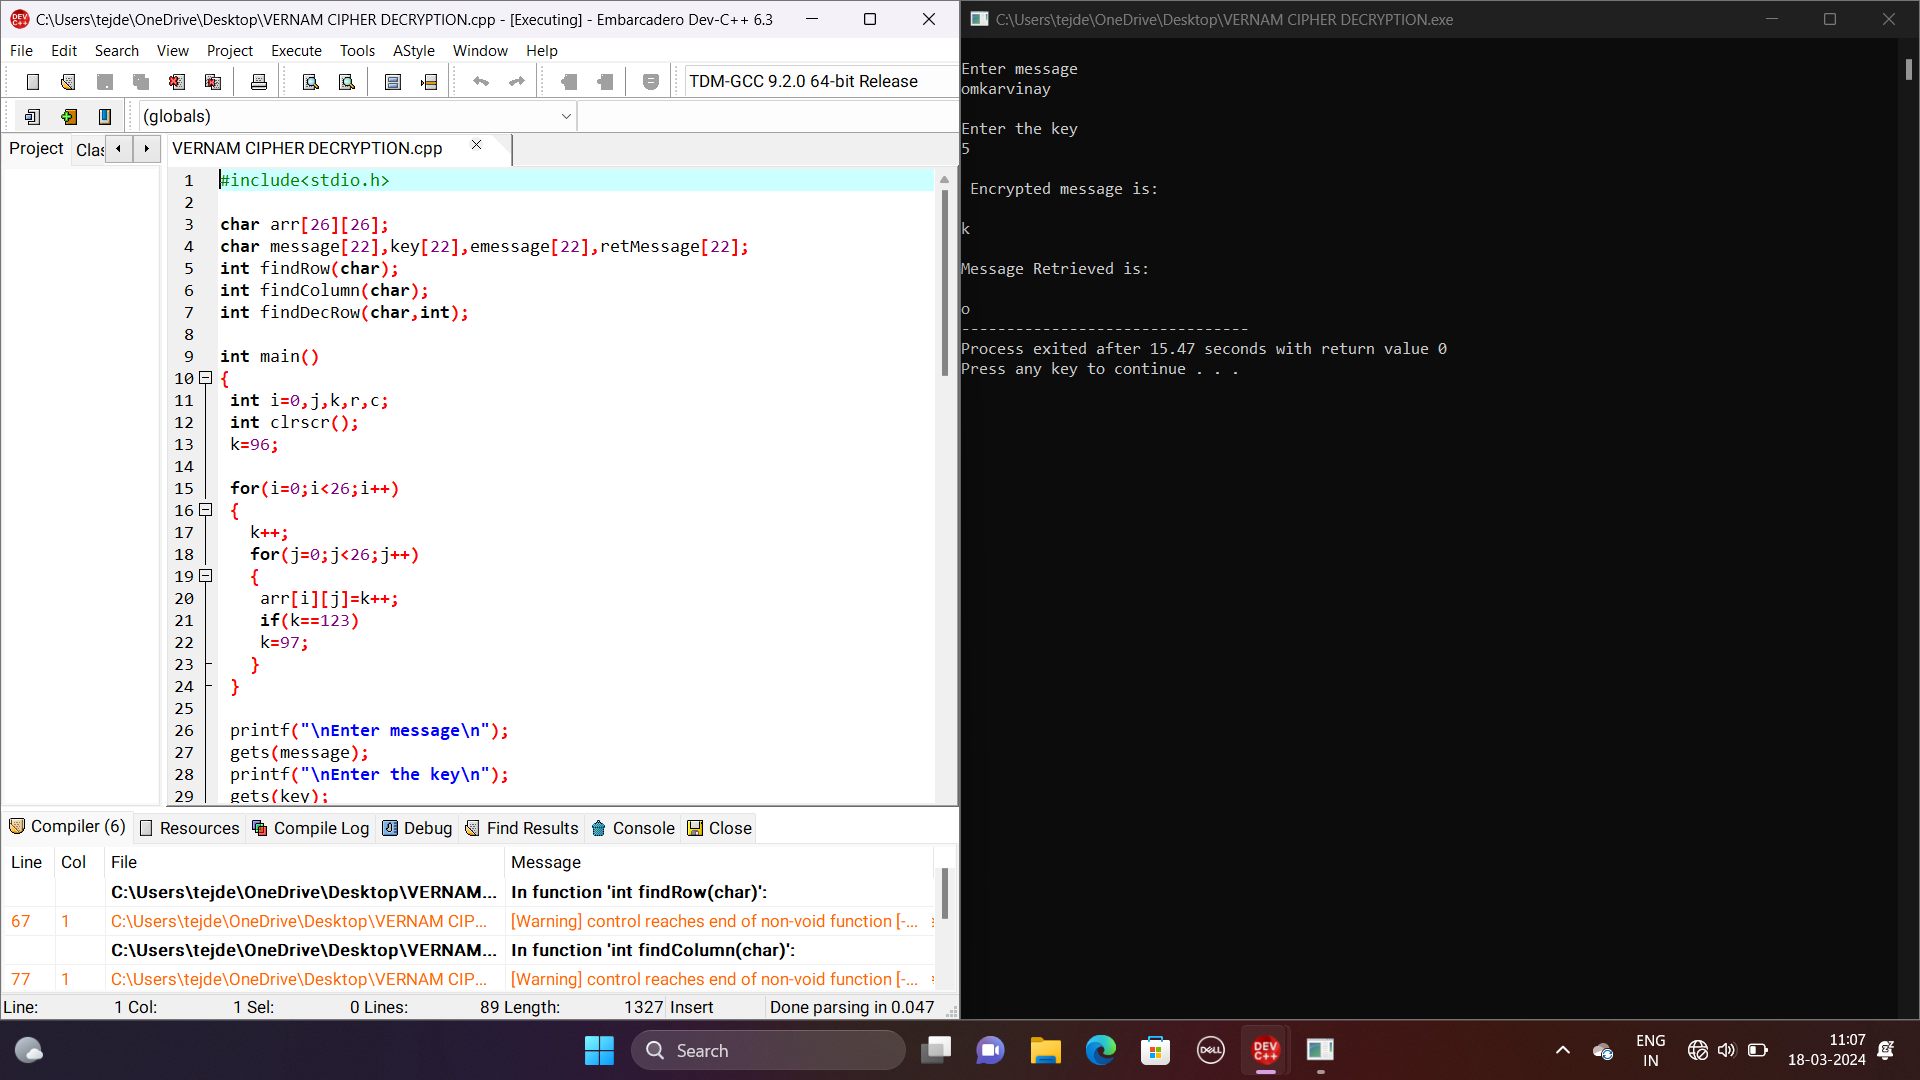 C:\Users\tejde\OneDrive\Desktop\VERNAM CIPHER DECRYPTION.cpp - [Executing] - Embarcadero Dev-C++ 6.3
File Edit Search View Project Execute Tools AStyle Window Help
TDM-GCC 9.2.0 64-bit Release
(globals)
Project Clas
VERNAM CIPHER DECRYPTION.cpp
1 #include<stdio.h>
2
3 char arr[26][26];
4 char message[22],key[22],emessage[22],retMessage[22];
5 int findRow(char);
6 int findColumn(char);
7 int findDecRow(char,int);
8
9 int main()
10 {
11 int i=0,j,k,r,c;
12 int clrscr();
13 k=96;
14
15 for(i=0;i<26;i++)
16 {
17 k++;
18 for(j=0;j<26;j++)
19 {
20 arr[i][j]=k++;
21 if(k==123)
22 k=97;
23 }
24 }
25
26 printf("\nEnter message\n");
27 gets(message);
28 printf("\nEnter the key\n");
29 gets(key);
Compiler (6) Resources Compile Log Debug Find Results Console Close
Line Col File Message
C:\Users\tejde\OneDrive\Desktop\VERNAM... In function 'int findRow(char)':
67 1 C:\Users\tejde\OneDrive\Desktop\VERNAM CIP... [Warning] control reaches end of non-void function [-...
C:\Users\tejde\OneDrive\Desktop\VERNAM... In function 'int findColumn(char)':
77 1 C:\Users\tejde\OneDrive\Desktop\VERNAM CIP... [Warning] control reaches end of non-void function [-...
Line: 1 Col: 1 Sel: 0 Lines: 89 Length: 1327 Insert Done parsing in 0.047
C:\Users\tejde\OneDrive\Desktop\VERNAM CIPHER DECRYPTION.exe
Enter message
omkarvinay
Enter the key
5
Encrypted message is:
k
Message Retrieved is:
o
--------------------------------
Process exited after 15.47 seconds with return value 0
Press any key to continue . . .
Search
DELL
DEV C++
ENG
IN
11:07
18-03-2024